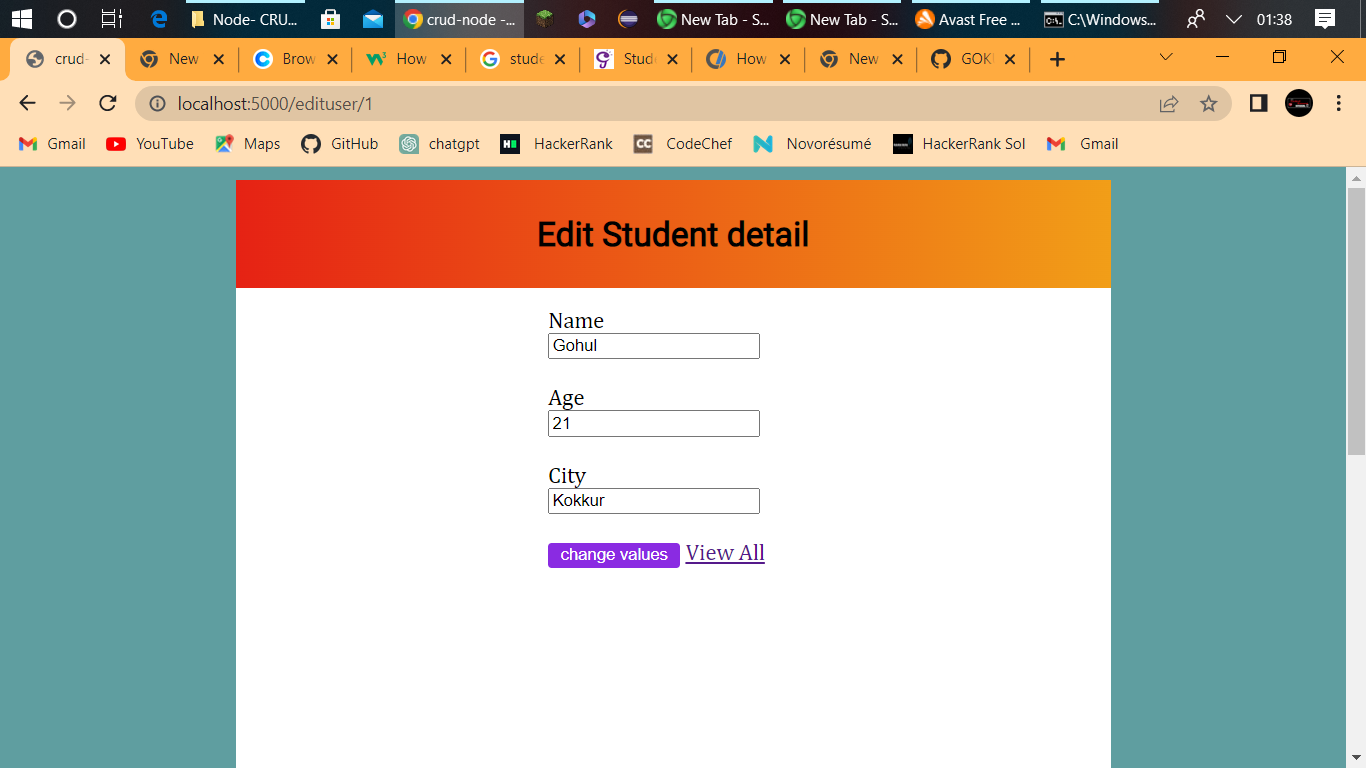 Node- CRU... crud-node -... New Tab - S... New Tab - S... Avast Free ... C:\Windows... 01:38
crud- New Brow How stude Stud How New GOK
localhost:5000/edituser/1
Gmail YouTube Maps GitHub chatgpt HackerRank CodeChef Novorésumé HackerRank Sol Gmail
Edit Student detail
Name
Gohul
Age
21
City
Kokkur
change values View All